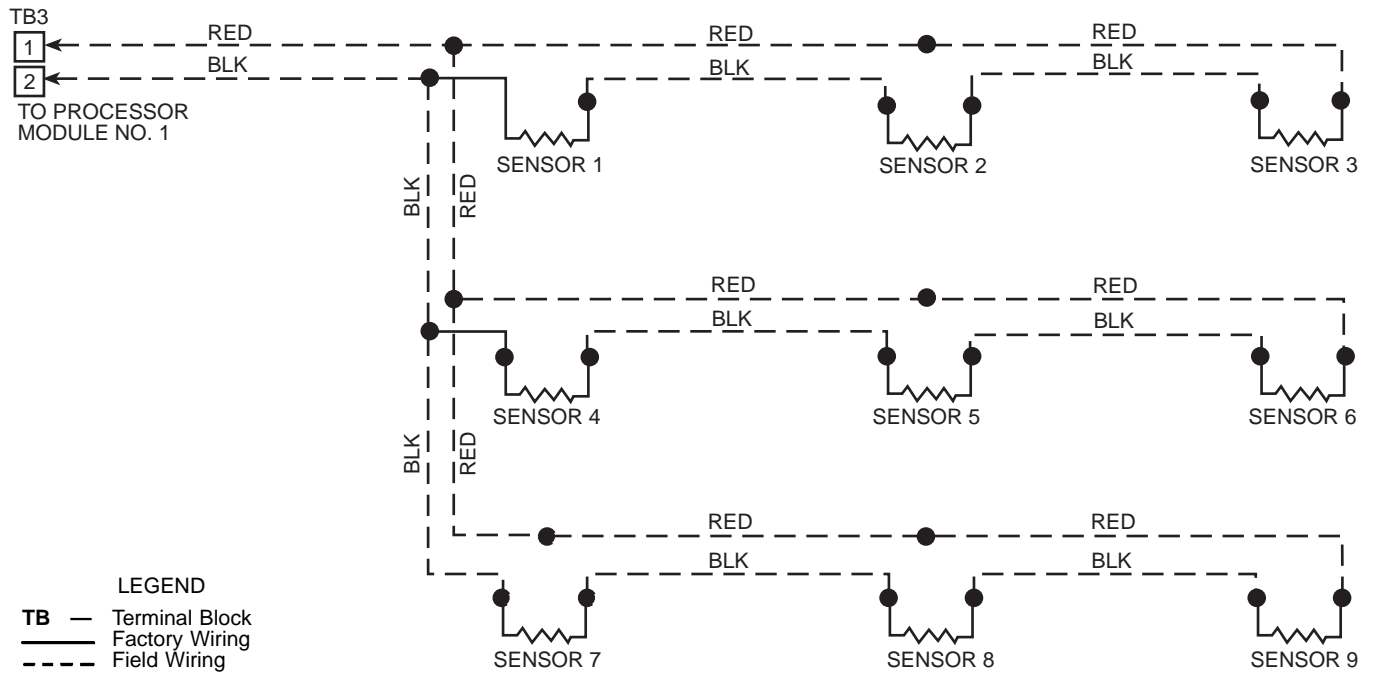 TB3
1
RED
RED
RED
2
BLK
BLK
BLK
TO PROCESSOR
MODULE NO. 1
SENSOR 1
SENSOR 2
SENSOR 3
BLK
RED
RED
RED
BLK
BLK
SENSOR 4
SENSOR 5
SENSOR 6
BLK
RED
RED
RED
BLK
BLK
SENSOR 7
SENSOR 8
SENSOR 9
LEGEND
TB — Terminal Block
Factory Wiring
Field Wiring